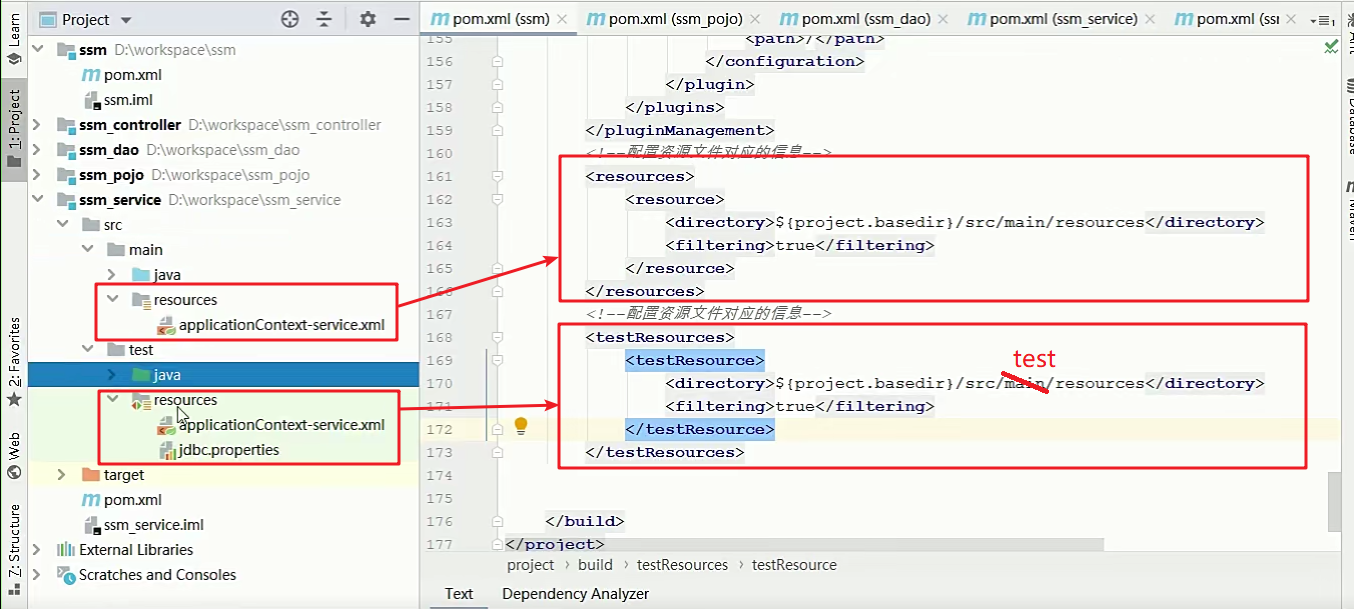 Project
pom.xml (ssm)
pom.xml (ssm_pojo)
pom.xml (ssm_dao)
pom.xml (ssm_service)
pom.xml (ssı
Learn
1: Project
2: Favorites
Web
Z: Structure
ssm D:\workspace\ssm
pom.xml
ssm.iml
ssm_controller D:\workspace\ssm_controller
ssm_dao D:\workspace\ssm_dao
ssm_pojo D:\workspace\ssm_pojo
ssm_service D:\workspace\ssm_service
src
main
java
resources
applicationContext-service.xml
test
java
resources
applicationContext-service.xml
jdbc.properties
target
pom.xml
ssm_service.iml
External Libraries
Scratches and Consoles
155 <path>/</path>
156 </configuration>
157 </plugin>
158 </plugins>
159 </pluginManagement>
160 <!--配置资源文件对应的信息-->
161 <resources>
162 <resource>
163 <directory>${project.basedir}/src/main/resources</directory>
164 <filtering>true</filtering>
165 </resource>
166 </resources>
167 <!--配置资源文件对应的信息-->
168 <testResources>
169 <testResource>
test
170 <directory>${project.basedir}/src/main/resources</directory>
171 <filtering>true</filtering>
172 </testResource>
173 </testResources>
174
175
176 </build>
177 </project>
project › build › testResources › testResource
Text Dependency Analyzer
Database
Maven